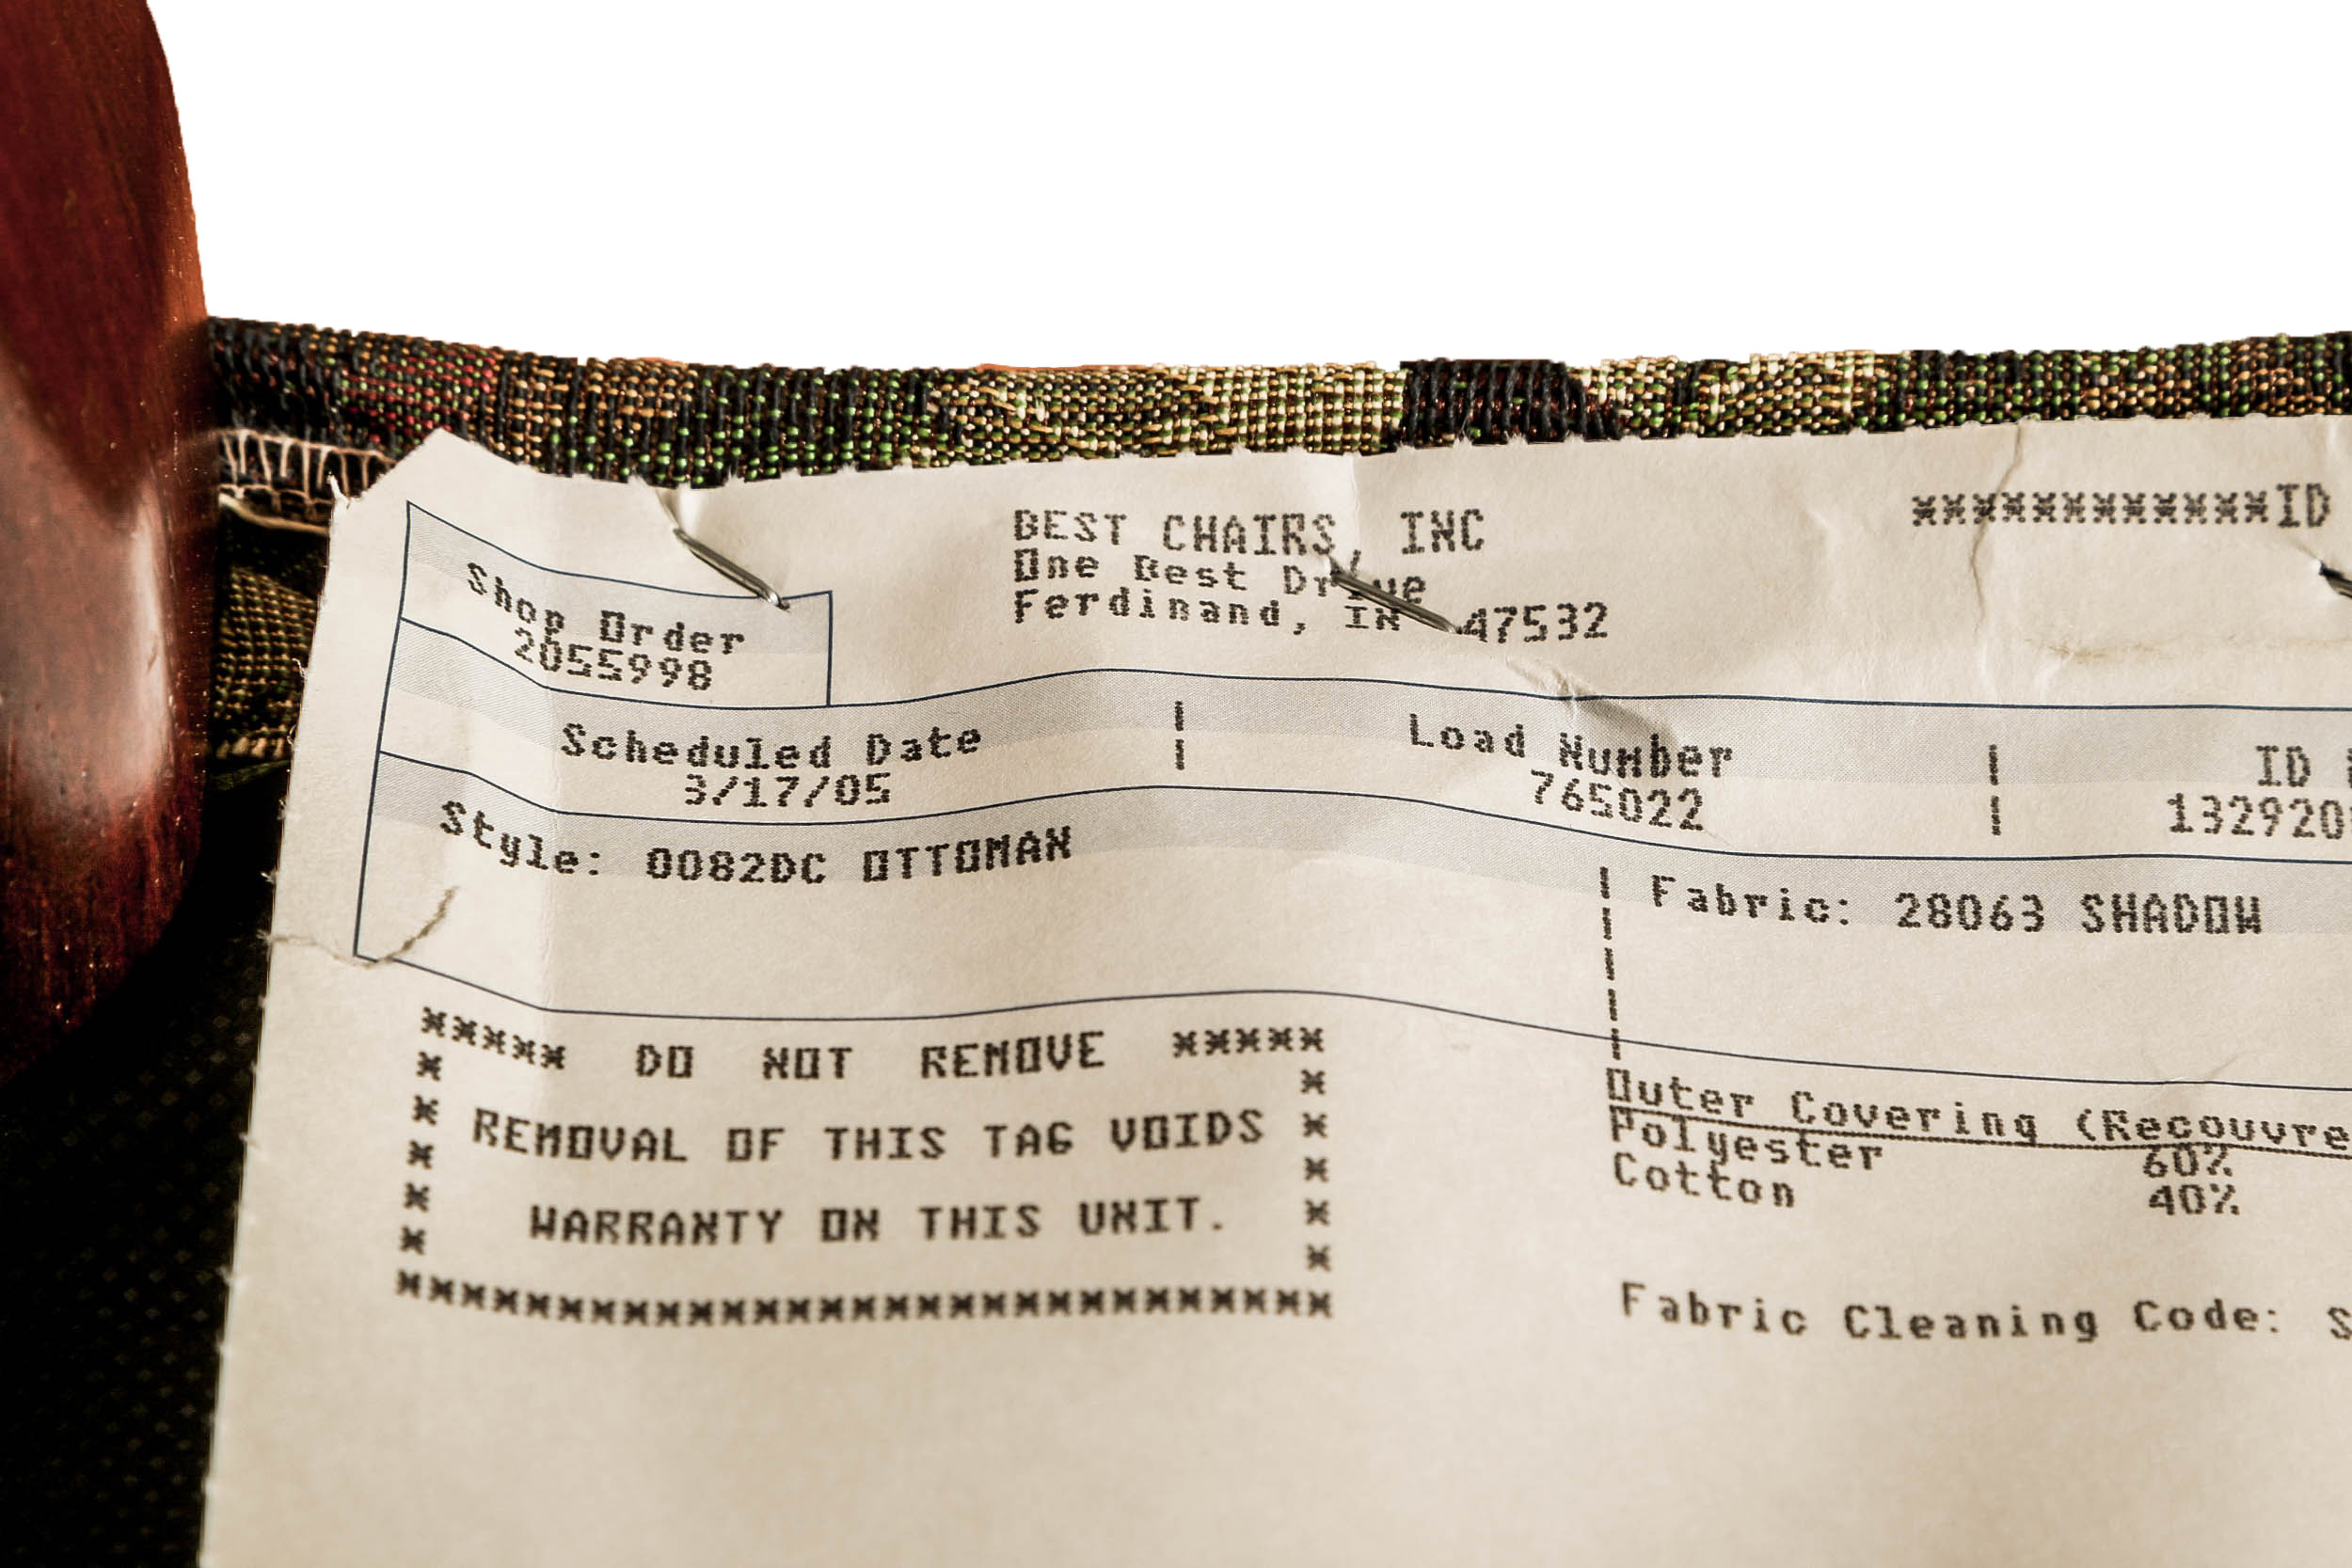 BEST CHAIRS, INC
One Best Drive
Ferdinand, IN 47532
************ID
Shop Order
2055998
Scheduled Date | Load Number | ID
3/17/05 | 765022 |
Style: 0082DC OTTOMAN | Fabric: 28063 SHADOW
***** DO NOT REMOVE *****
REMOVAL OF THIS TAG VOIDS
WARRANTY ON THIS UNIT.
Outer Covering (Recouvre
Polyester 60%
Cotton 40%
Fabric Cleaning Code: S